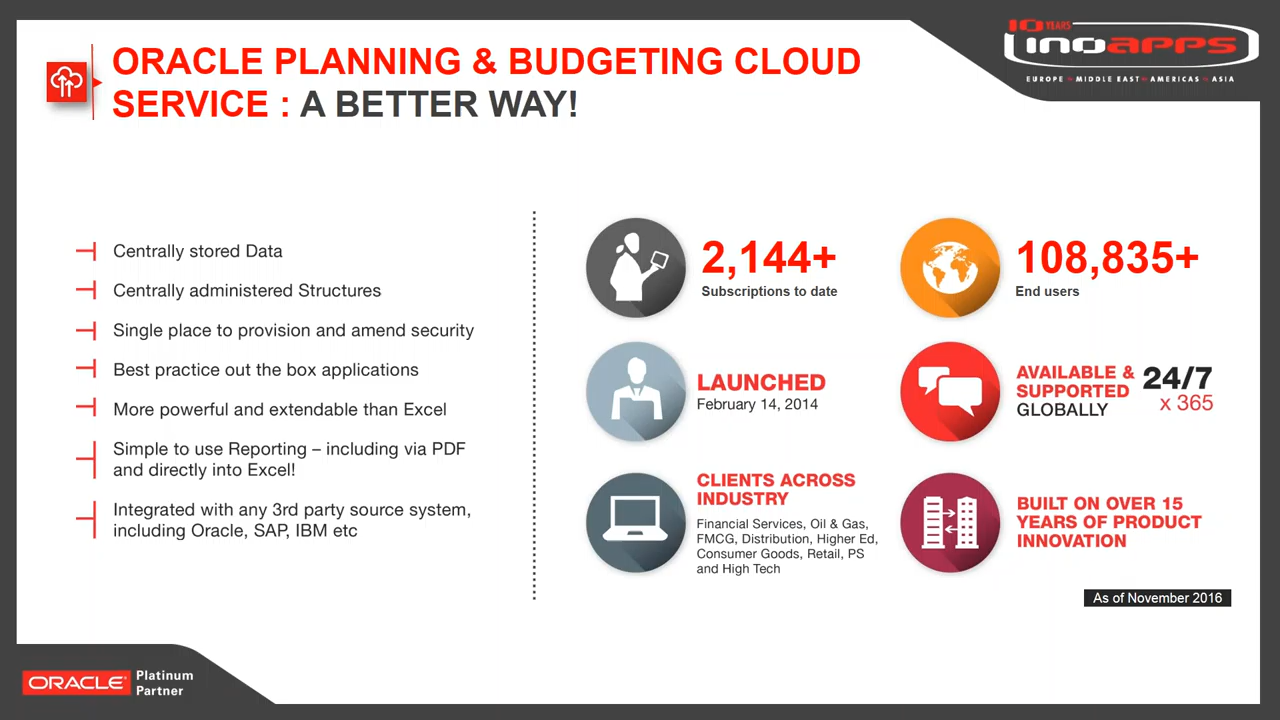 ORACLE PLANNING & BUDGETING CLOUD
SERVICE : A BETTER WAY!
10 YEARS
inoapps
EUROPE MIDDLE EAST AMERICAS ASIA
Centrally stored Data
Centrally administered Structures
Single place to provision and amend security
Best practice out the box applications
More powerful and extendable than Excel
Simple to use Reporting – including via PDF
and directly into Excel!
Integrated with any 3rd party source system,
including Oracle, SAP, IBM etc
2,144+
Subscriptions to date
108,835+
End users
LAUNCHED
February 14, 2014
AVAILABLE &
SUPPORTED
GLOBALLY
24/7
x 365
CLIENTS ACROSS
INDUSTRY
Financial Services, Oil & Gas,
FMCG, Distribution, Higher Ed,
Consumer Goods, Retail, PS
and High Tech
BUILT ON OVER 15
YEARS OF PRODUCT
INNOVATION
As of November 2016
ORACLE
Platinum
Partner